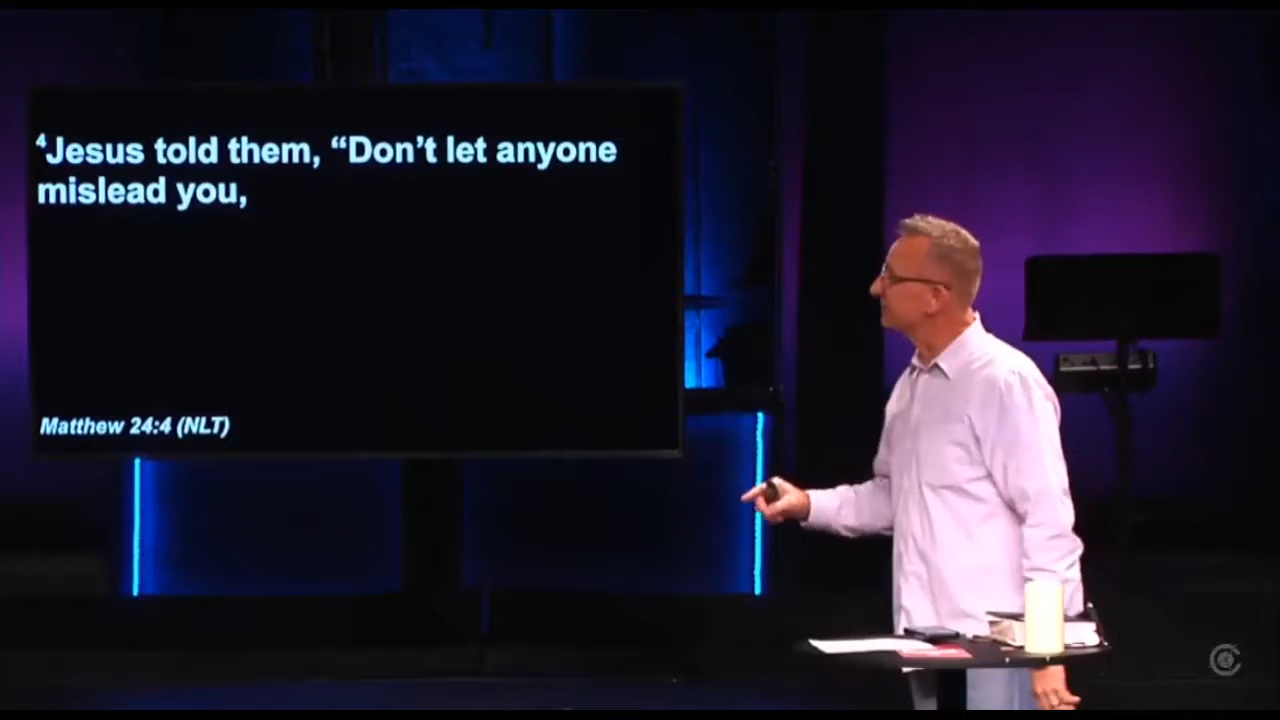 ⁴Jesus told them, “Don’t let anyone
mislead you,
Matthew 24:4 (NLT)